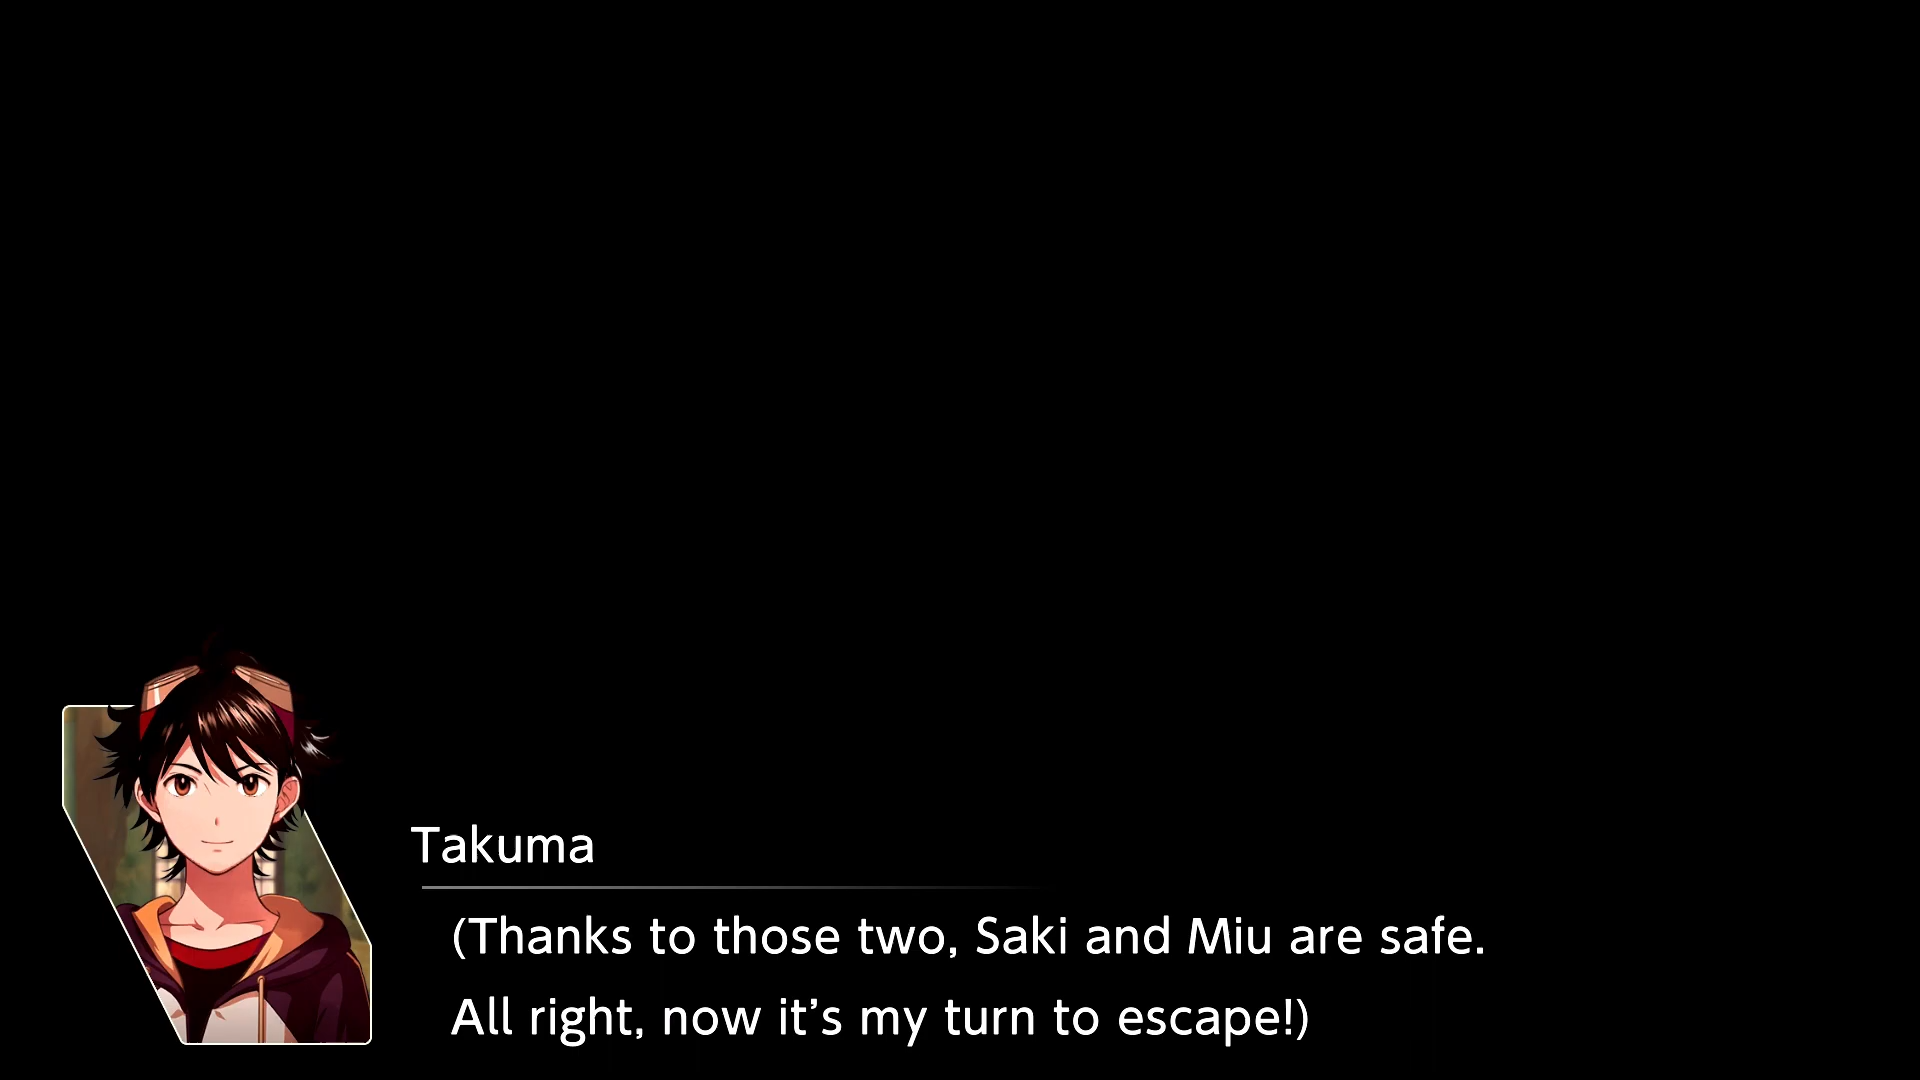 Takuma
(Thanks to those two, Saki and Miu are safe.
All right, now it’s my turn to escape!)